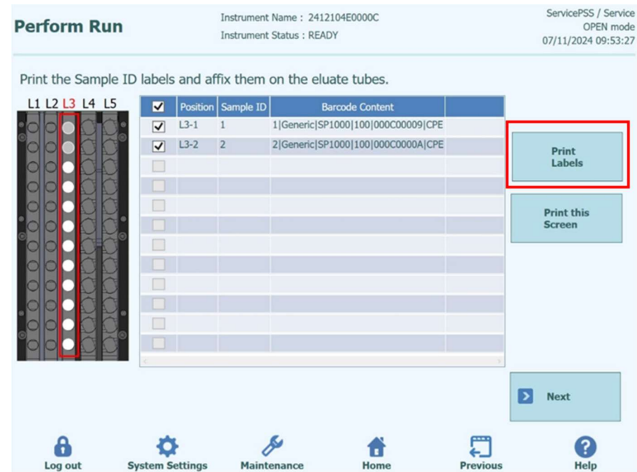 Perform Run
Instrument Name : 2412104E0000C
Instrument Status : READY
ServicePSS / Service
OPEN mode
07/11/2024 09:53:27
Print the Sample ID labels and affix them on the eluate tubes.
L1 L2 L3 L4 L5
Position Sample ID Barcode Content
L3-1 1 1|Generic|SP1000|100|000C00009|CPE
L3-2 2 2|Generic|SP1000|100|000C0000A|CPE
Print
Labels
Print this
Screen
Next
Log out System Settings Maintenance Home Previous Help